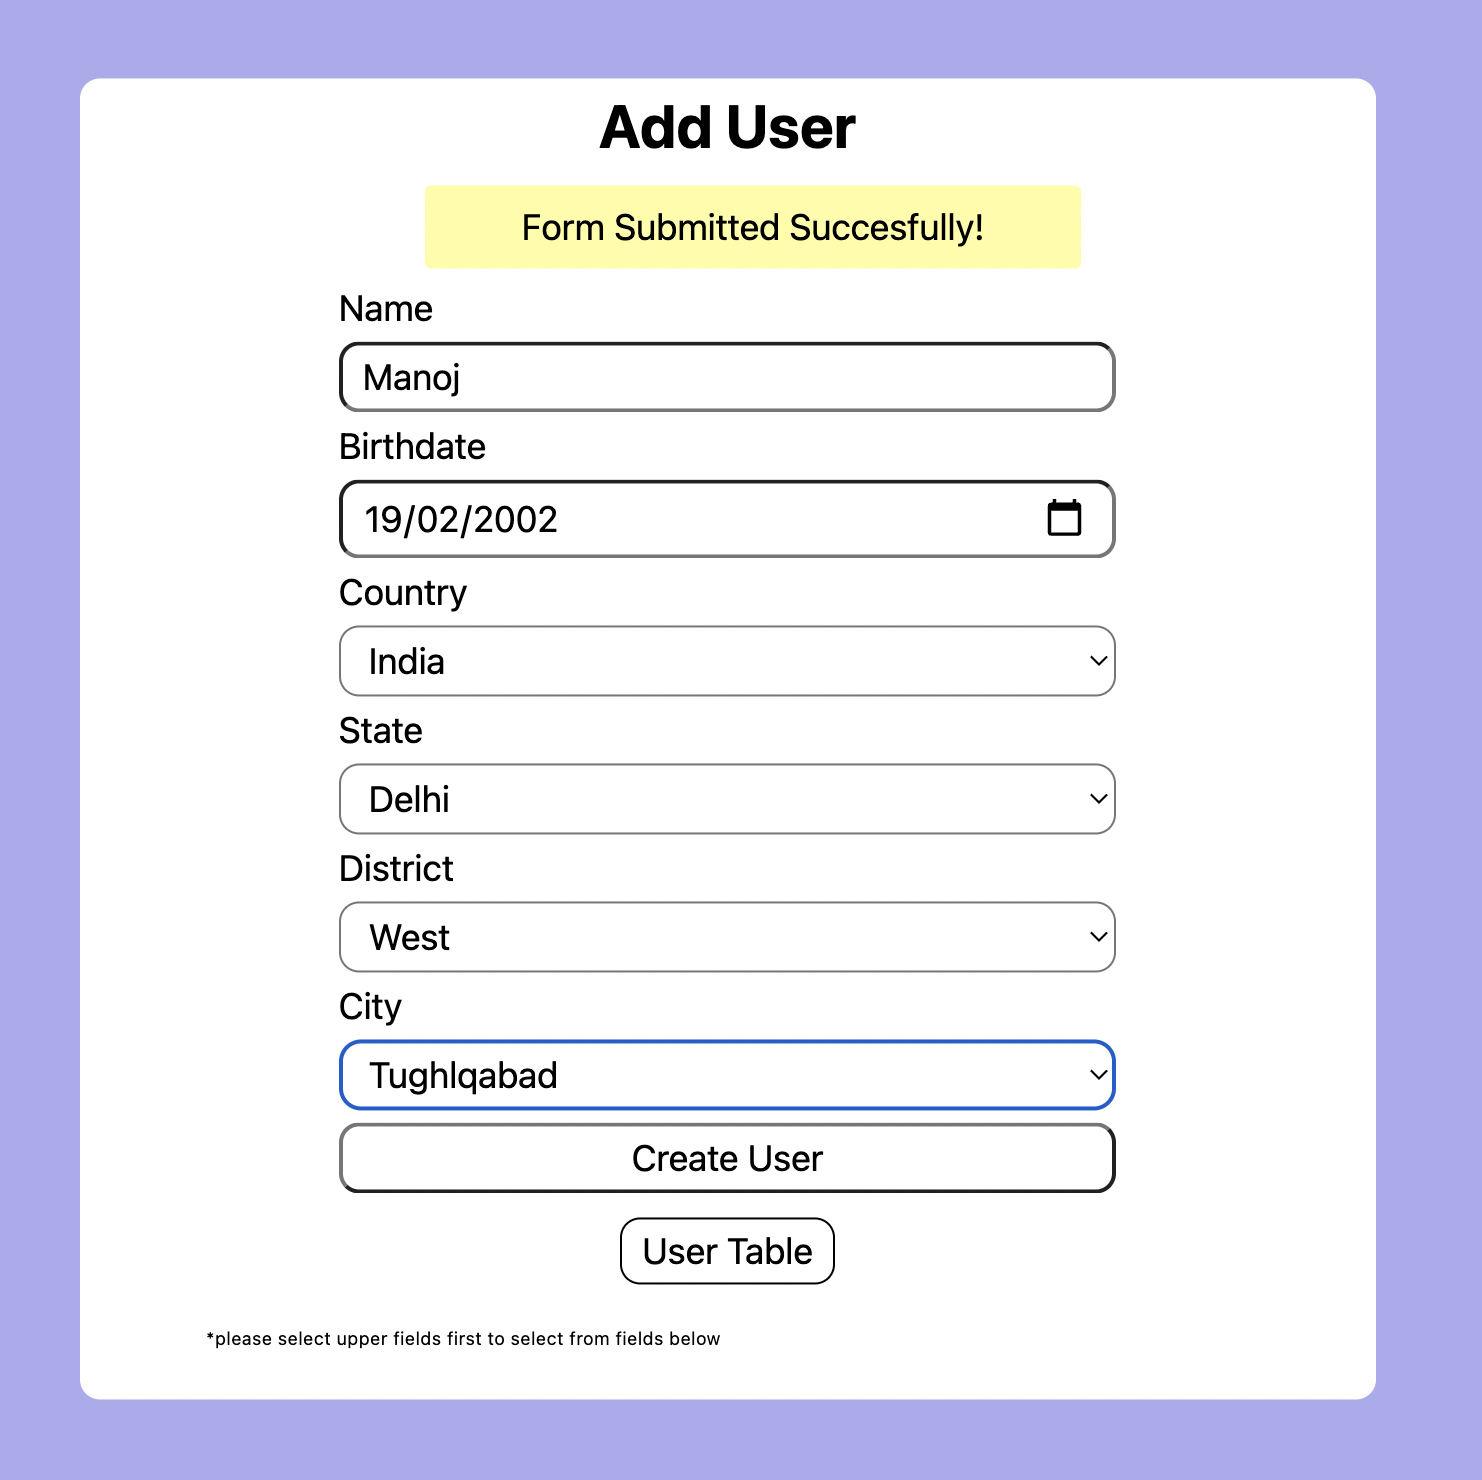 Add User
Form Submitted Succesfully!
Name
Manoj
Birthdate
19/02/2002
Country
India
State
Delhi
District
West
City
Tughlqabad
Create User
User Table
*please select upper fields first to select from fields below